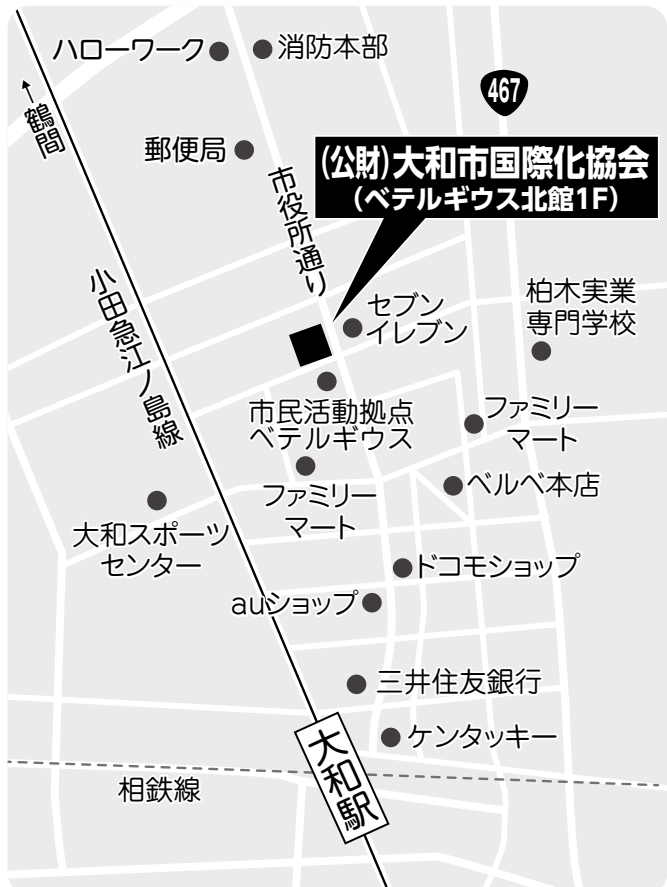 ハローワーク
消防本部
467
←鶴間
郵便局
(公財)大和市国際化協会
(ベテルギウス北館1F)
市役所通り
小田急江ノ島線
セブン
イレブン
柏木実業
専門学校
市民活動拠点
ベテルギウス
ファミリー
マート
ファミリー
マート
ベルベ本店
大和スポーツ
センター
ドコモショップ
auショップ
三井住友銀行
ケンタッキー
大和駅
相鉄線